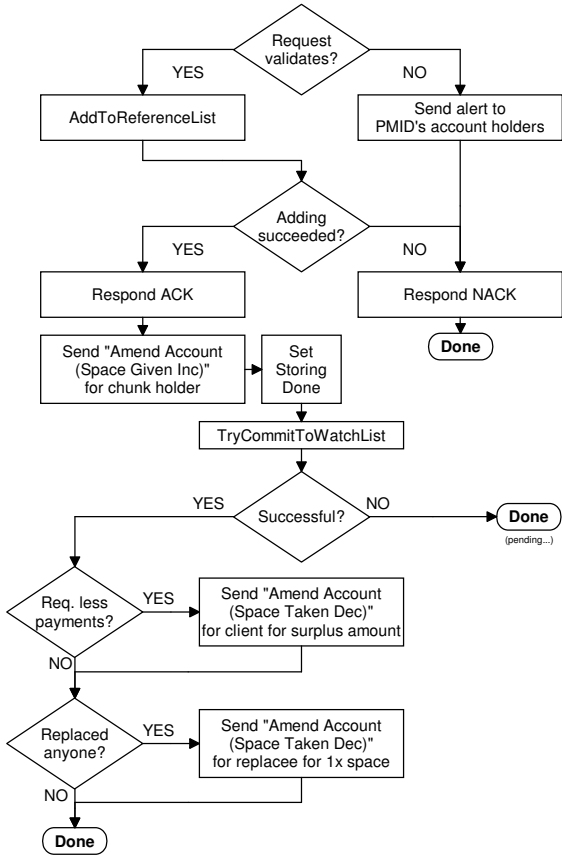 Request
validates?
YES
NO
AddToReferenceList
Send alert to
PMID's account holders
Adding
succeeded?
YES
NO
Respond ACK
Respond NACK
Send "Amend Account
(Space Given Inc)"
for chunk holder
Set
Storing
Done
Done
TryCommitToWatchList
YES
Successful?
NO
Done
(pending...)
Req. less
payments?
YES
Send "Amend Account
(Space Taken Dec)"
for client for surplus amount
NO
Replaced
anyone?
YES
Send "Amend Account
(Space Taken Dec)"
for replacee for 1x space
NO
Done